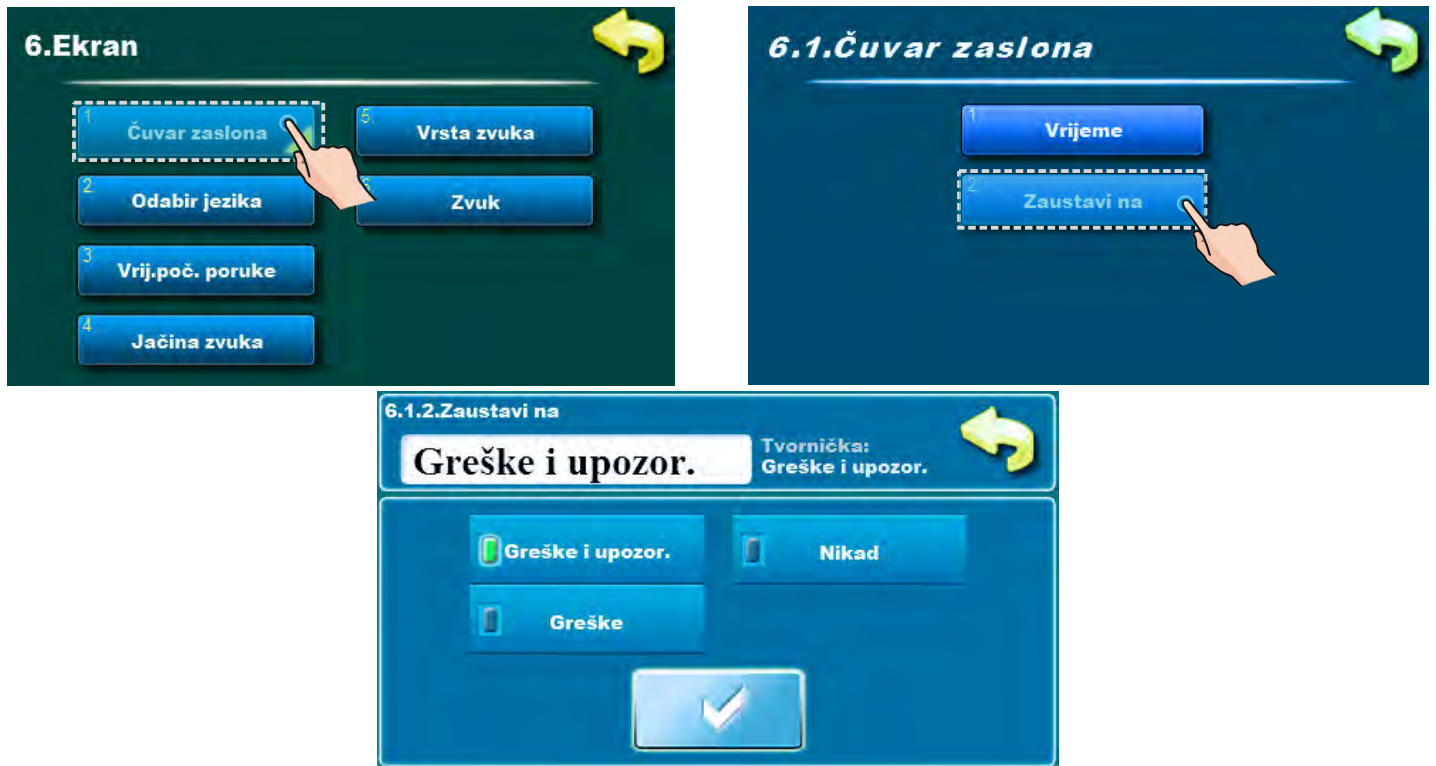 6.Ekran
1 Čuvar zaslona
5. Vrsta zvuka
2. Odabir jezika
6. Zvuk
3 Vrij.poč. poruke
4 Jačina zvuka
6.1.Čuvar zaslona
1 Vrijeme
2. Zaustavi na
6.1.2.Zaustavi na
Greške i upozor.
Tvornička:
Greške i upozor.
Greške i upozor.
Nikad
Greške